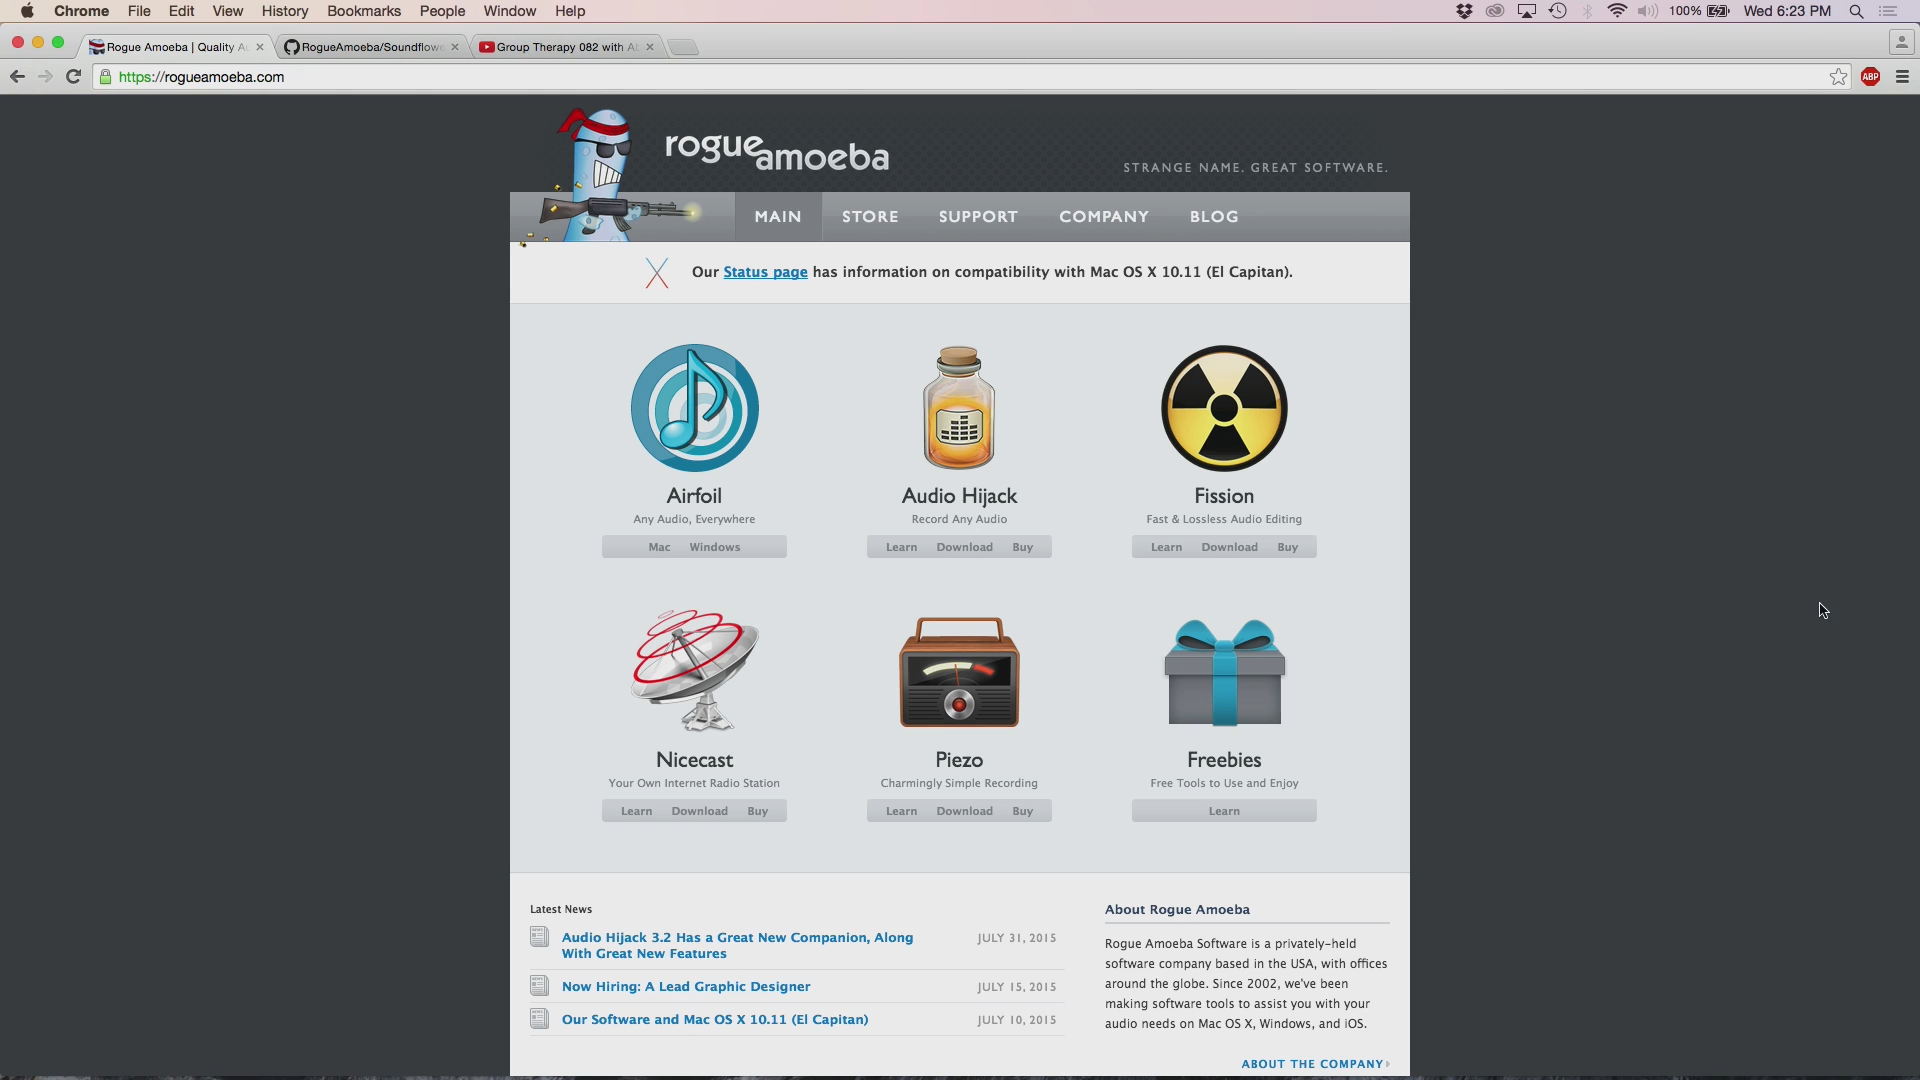 Chrome File Edit View History Bookmarks People Window Help 100% Wed 6:23 PM
Rogue Amoeba | Quality A RogueAmoeba/Soundflow Group Therapy 082 with A
https://rogueamoeba.com ABP
rogue amoeba
STRANGE NAME. GREAT SOFTWARE.
MAIN STORE SUPPORT COMPANY BLOG
Our Status page has information on compatibility with Mac OS X 10.11 (El Capitan).
Airfoil Audio Hijack Fission
Any Audio, Everywhere Record Any Audio Fast & Lossless Audio Editing
Mac Windows Learn Download Buy Learn Download Buy
Nicecast Piezo Freebies
Your Own Internet Radio Station Charmingly Simple Recording Free Tools to Use and Enjoy
Learn Download Buy Learn Download Buy Learn
Latest News
Audio Hijack 3.2 Has a Great New Companion, Along JULY 31, 2015
With Great New Features
Now Hiring: A Lead Graphic Designer JULY 15, 2015
Our Software and Mac OS X 10.11 (El Capitan) JULY 10, 2015
About Rogue Amoeba
Rogue Amoeba Software is a privately-held
software company based in the USA, with offices
around the globe. Since 2002, we've been
making software tools to assist you with your
audio needs on Mac OS X, Windows, and iOS.
ABOUT THE COMPANY